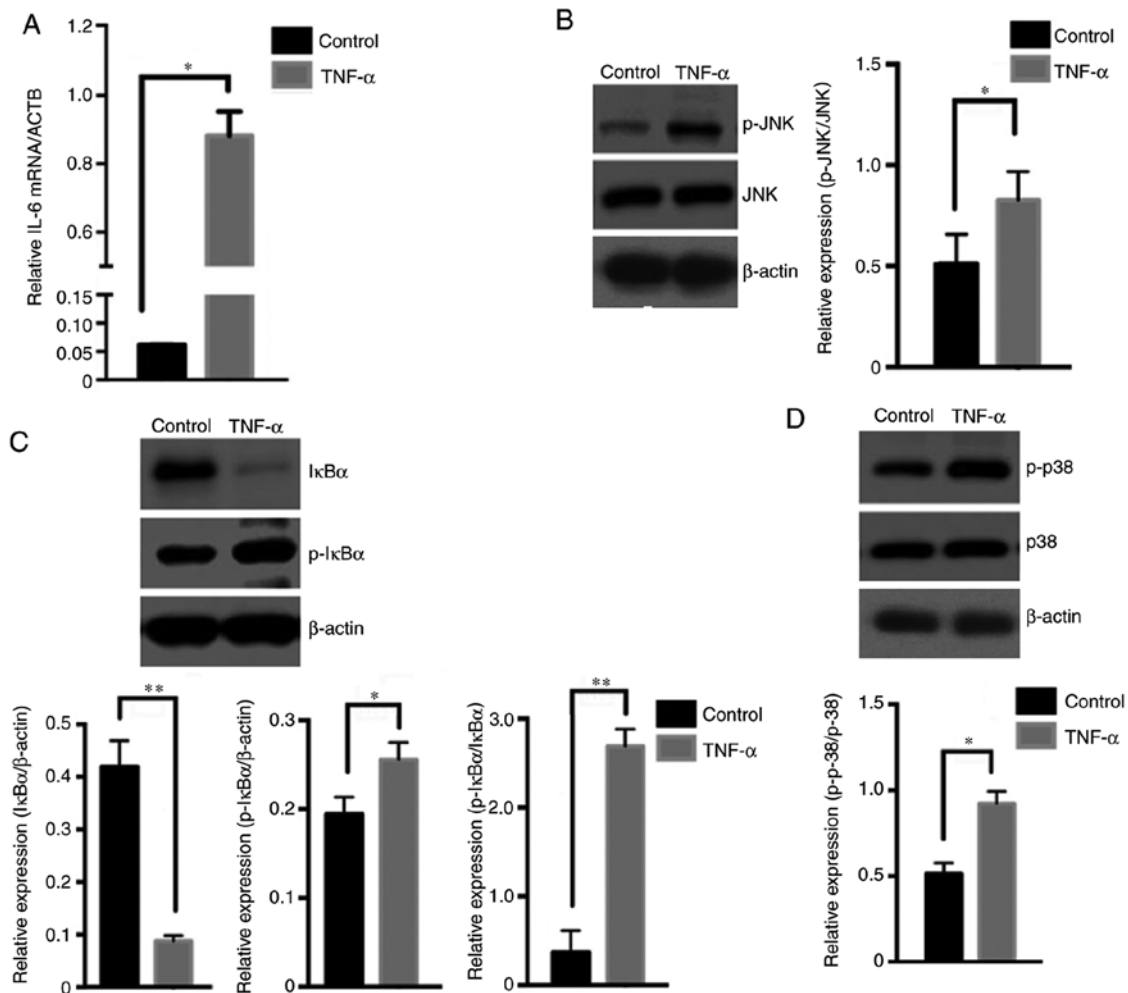 A
Relative IL-6 mRNA/ACTB
1.2
1.0
0.8
0.6
0.15
0.10
0.05
0
*
Control
TNF-α
B
Control TNF-α
p-JNK
JNK
β-actin
Relative expression (p-JNK/JNK)
1.5
1.0
0.5
0
*
Control
TNF-α
C
Control TNF-α
IκBα
p-IκBα
β-actin
Relative expression (IκBα/β-actin)
0.5
0.4
0.3
0.2
0.1
0
**
Relative expression (p-IκBα/β-actin)
0.3
0.2
0.1
0
*
Relative expression (p-IκBα/IκBα)
3.0
2.0
1.0
0
**
Control
TNF-α
D
Control TNF-α
p-p38
p38
β-actin
Relative expression (p-p-38/p-38)
1.5
1.0
0.5
0
*
Control
TNF-α